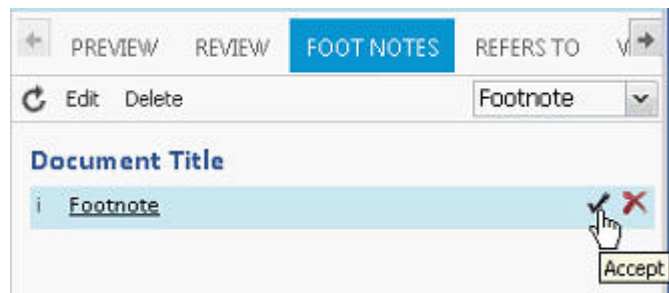 PREVIEW REVIEW FOOT NOTES REFERS TO V
Edit Delete Footnote
Document Title
i Footnote
Accept